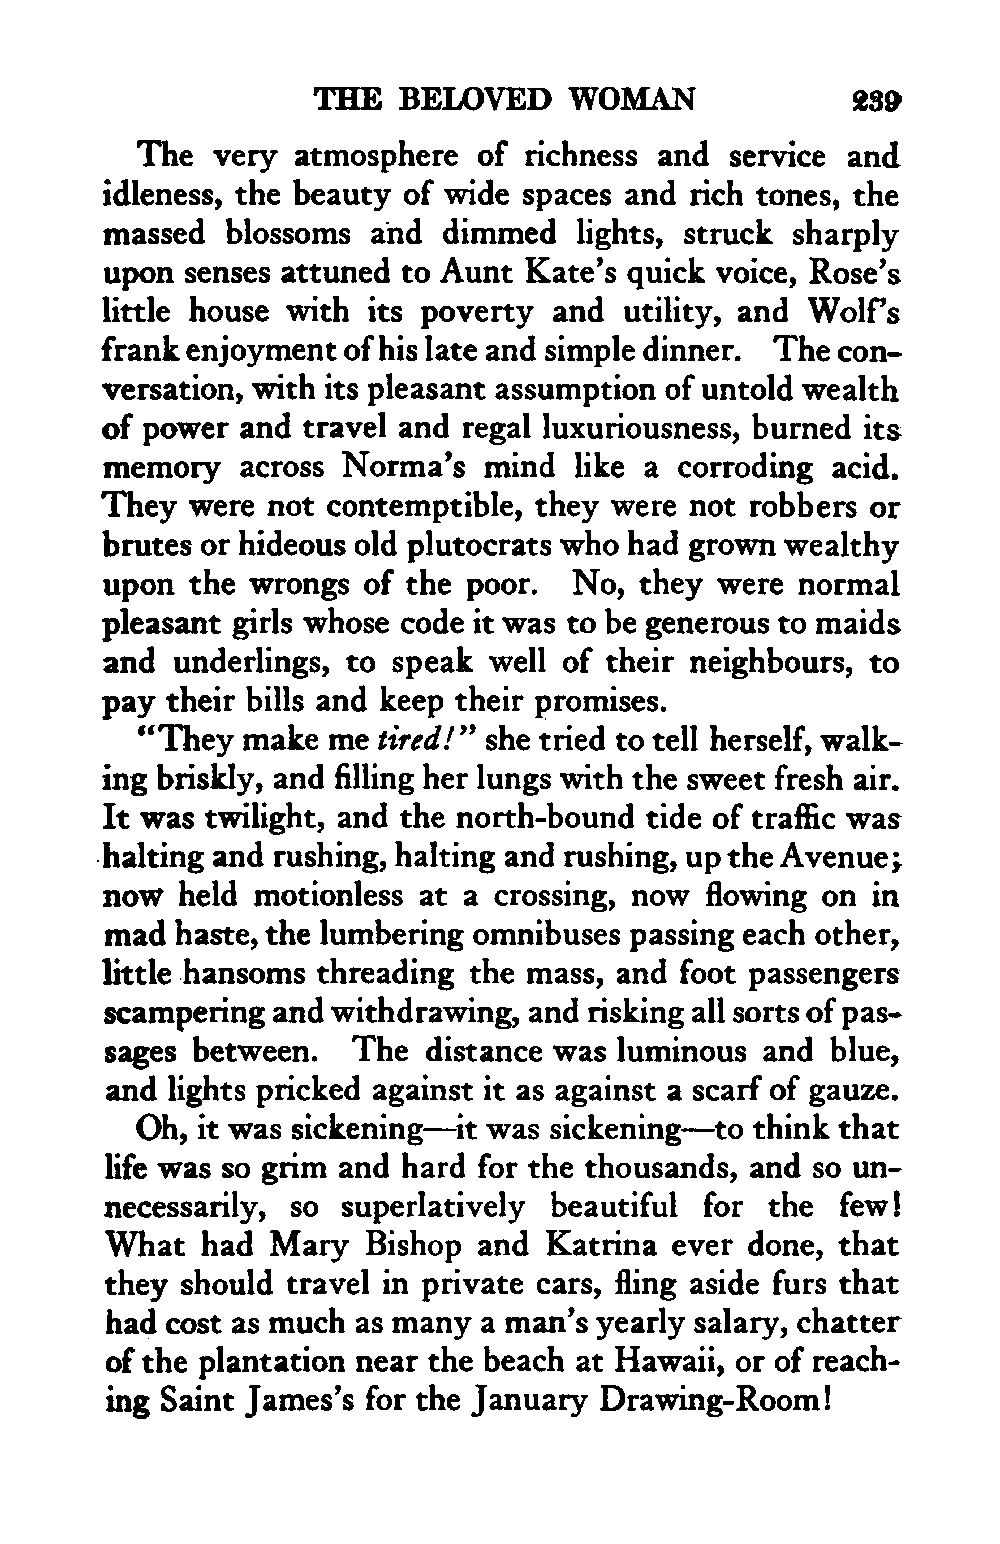 THE BELOVED WOMAN 239
The very atmosphere of richness and service and
idleness, the beauty of wide spaces and rich tones, the
massed blossoms and dimmed lights, struck sharply
upon senses attuned to Aunt Kate's quick voice, Rose's
little house with its poverty and utility, and Wolf's
frank enjoyment of his late and simple dinner. The con-
versation, with its pleasant assumption of untold wealth
of power and travel and regal luxuriousness, burned its
memory across Norma's mind like a corroding acid.
They were not contemptible, they were not robbers or
brutes or hideous old plutocrats who had grown wealthy
upon the wrongs of the poor. No, they were normal
pleasant girls whose code it was to be generous to maids
and underlings, to speak well of their neighbours, to
pay their bills and keep their promises.
"They make me tired!" she tried to tell herself, walk-
ing briskly, and filling her lungs with the sweet fresh air.
It was twilight, and the north-bound tide of traffic was
halting and rushing, halting and rushing, up the Avenue;
now held motionless at a crossing, now flowing on in
mad haste, the lumbering omnibuses passing each other,
little hansoms threading the mass, and foot passengers
scampering and withdrawing, and risking all sorts of pas-
sages between. The distance was luminous and blue,
and lights pricked against it as against a scarf of gauze.
Oh, it was sickening—it was sickening—to think that
life was so grim and hard for the thousands, and so un-
necessarily, so superlatively beautiful for the few!
What had Mary Bishop and Katrina ever done, that
they should travel in private cars, fling aside furs that
had cost as much as many a man's yearly salary, chatter
of the plantation near the beach at Hawaii, or of reach-
ing Saint James's for the January Drawing-Room!